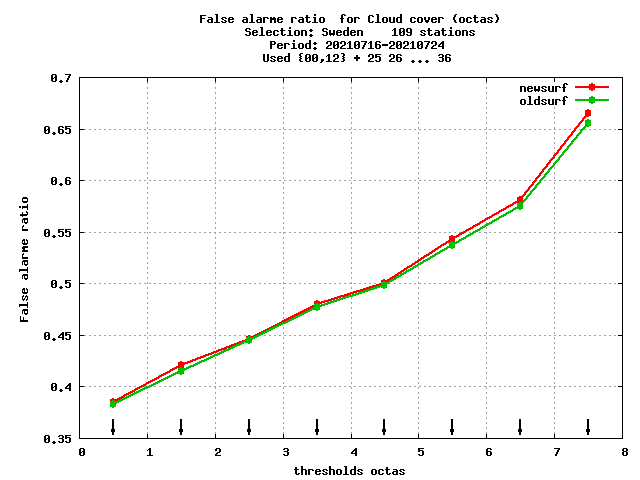 False alarme ratio  for Cloud cover (octas)
Selection: Sweden    109 stations
Period: 20210716-20210724
Used {00,12} + 25 26 ... 36
newsurf
oldsurf
0.7
0.65
0.6
0.55
0.5
0.45
0.4
0.35
False alarme ratio
0 1 2 3 4 5 6 7 8
thresholds octas